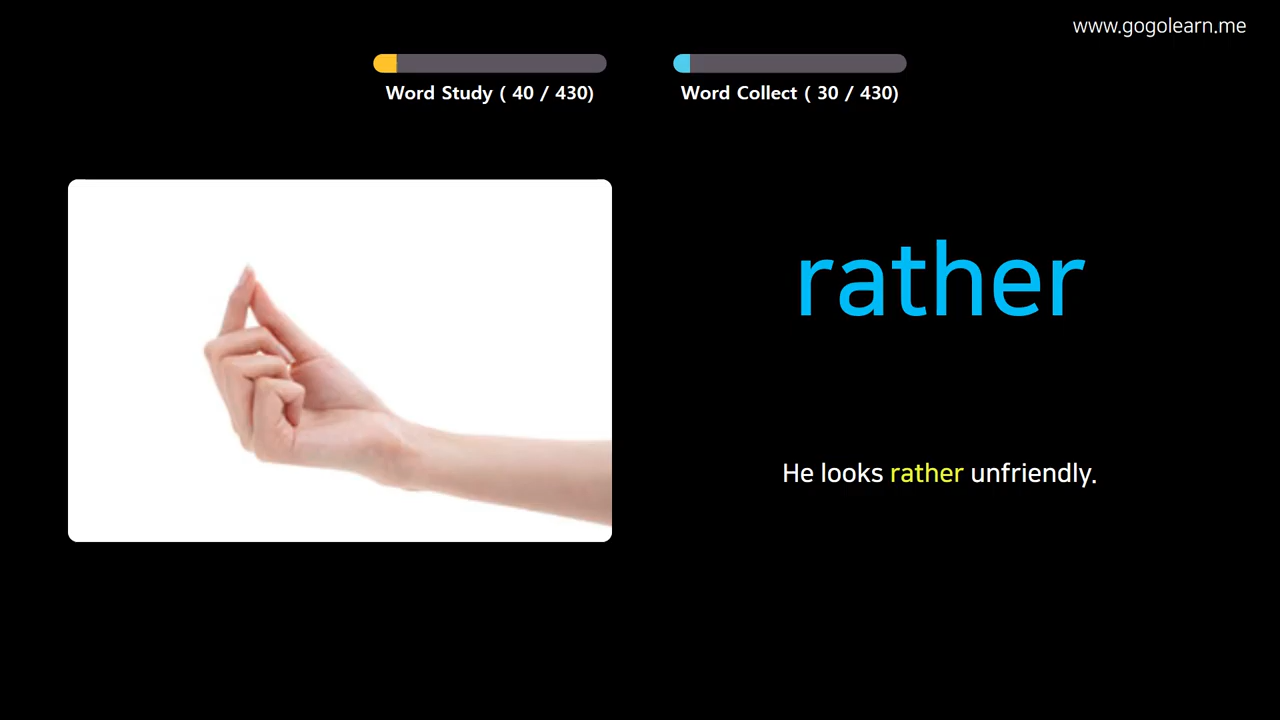 www.gogolearn.me
Word Study ( 40 / 430)
Word Collect ( 30 / 430)
rather
He looks rather unfriendly.